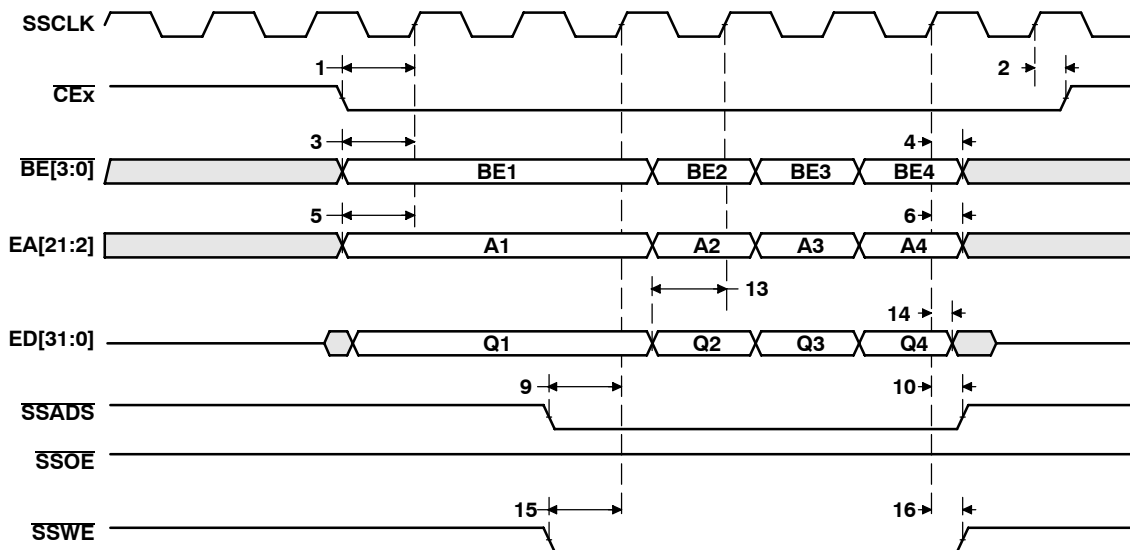 SSCLK
1 2
CEx
3 4
BE[3:0] BE1 BE2 BE3 BE4
5 6
EA[21:2] A1 A2 A3 A4
13
14
ED[31:0] Q1 Q2 Q3 Q4
9 10
SSADS
SSOE
15 16
SSWE